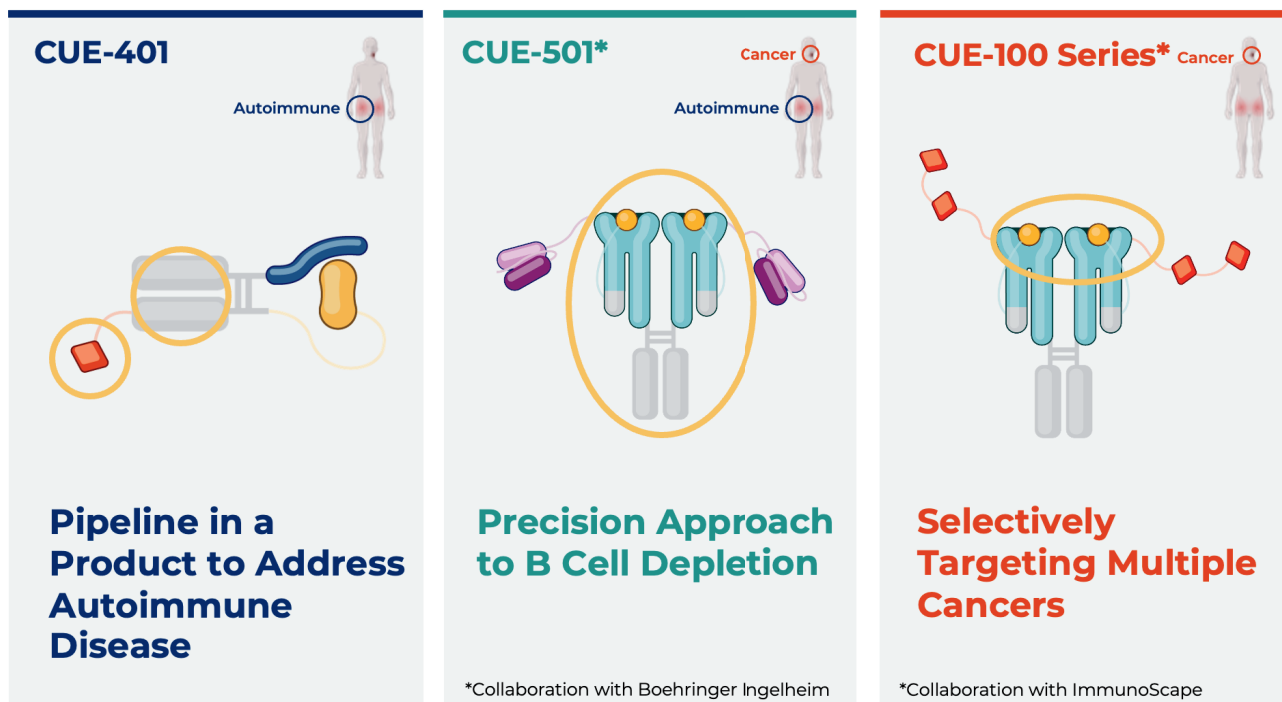 CUE-401
Autoimmune
Pipeline in a
Product to Address
Autoimmune
Disease
CUE-501*
Cancer
Autoimmune
Precision Approach
to B Cell Depletion
*Collaboration with Boehringer Ingelheim
CUE-100 Series*
Cancer
Selectively
Targeting Multiple
Cancers
*Collaboration with ImmunoScape